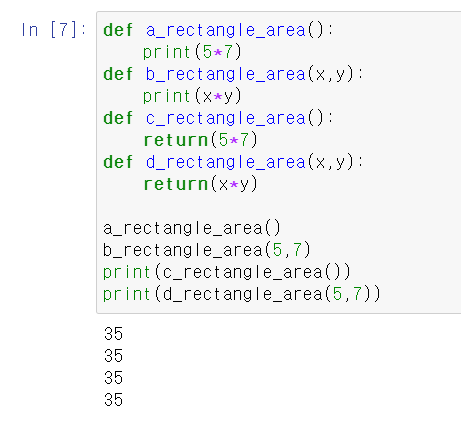 In [7]: def a_rectangle_area():
    print(5*7)
def b_rectangle_area(x,y):
    print(x*y)
def c_rectangle_area():
    return(5*7)
def d_rectangle_area(x,y):
    return(x*y)

a_rectangle_area()
b_rectangle_area(5,7)
print(c_rectangle_area())
print(d_rectangle_area(5,7))
35
35
35
35